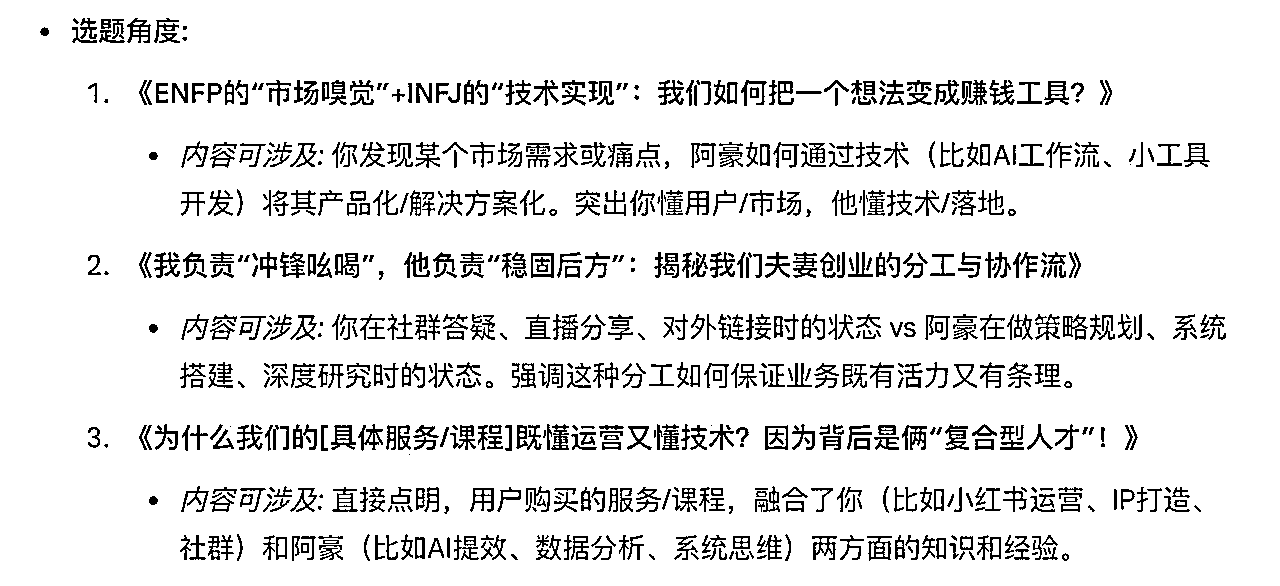 • 选题角度:
1. 《ENFP的“市场嗅�”+INFJ的“技术实现”：我们如何把一个想法变成赚钱工具？》
• 内容可涉及: 你发现某个市场需求或痛点，阿豪如何通过技术（比如AI工作流、小工具
开发）将其产品化/解决方案化。突出你懂用户/市场，他懂技术/落地。
2. 《我负责“冲锋吆喝”，他负责“稳固后方”：揭秘我们夫妻创业的分工与协作流》
• 内容可涉及: 你在社群答疑、直播分享、对外链接时的状态 vs 阿豪在做策略规划、系统
搭建、深度研究时的状态。强调这种分工如何保证业务既有活力又有条理。
3. 《为什么我们的[具体服务/课程]既懂运营又懂技术？因为背后是俩“复合型人才”！》
• 内容可涉及: 直接点明，用户购买的服务/课程，融合了你（比如小红书运营、IP打造、
社群）和阿豪（比如AI提效、数据分析、系统思维）两方面的知识和经验。